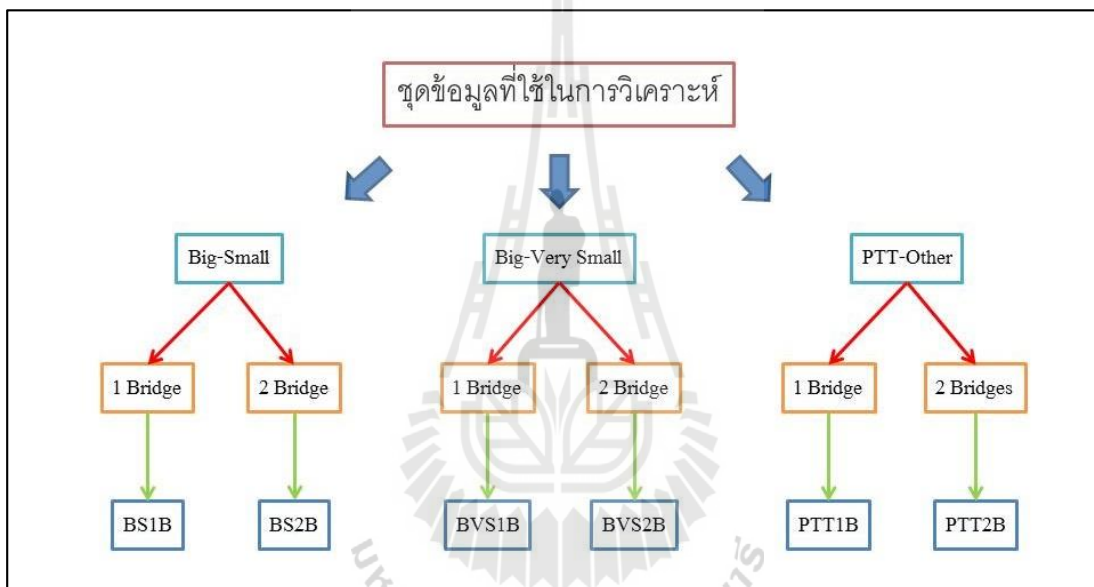 ชุดข้อมูลที่ใช้ในการวิเคราะห์
Big-Small
Big-Very Small
PTT-Other
1 Bridge
2 Bridge
1 Bridge
2 Bridge
1 Bridge
2 Bridges
BS1B
BS2B
BVS1B
BVS2B
PTT1B
PTT2B